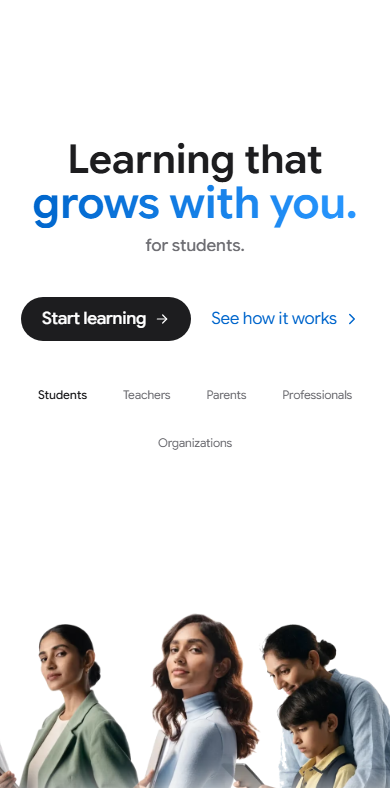 Learning that
grows with you.
for students.
Start learning
See how it works
Students
Teachers
Parents
Professionals
Organizations